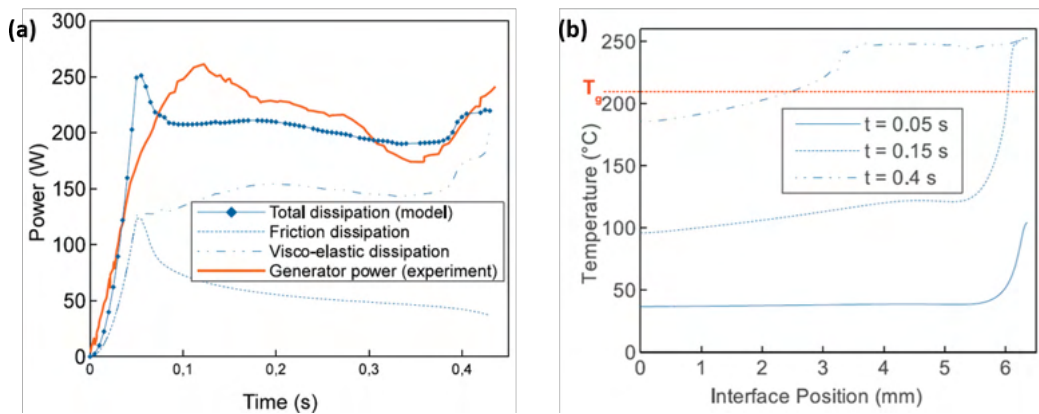 (a)
300
250
200
150
100
50
0
Power (W)
Total dissipation (model)
Friction dissipation
Visco-elastic dissipation
Generator power (experiment)
0
0,1
0,2
0,3
0,4
Time (s)
(b)
250
200
150
100
50
0
Tg
Temperature (°C)
t = 0.05 s
t = 0.15 s
t = 0.4 s
0
1
2
3
4
5
6
Interface Position (mm)